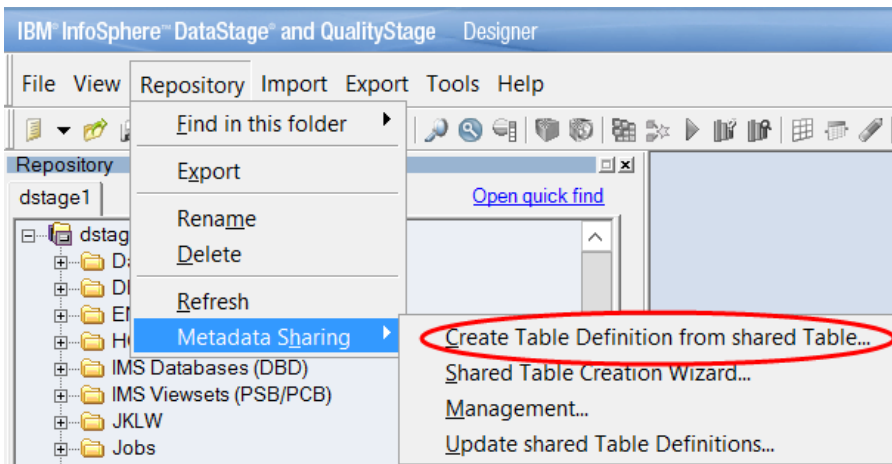 IBM® InfoSphere™ DataStage® and QualityStage Designer
File View Repository Import Export Tools Help
Find in this folder
Repository
Export
dstage1
Open quick find
Rename
dstag
Delete
D
Refresh
Metadata Sharing
Create Table Definition from shared Table...
IMS Databases (DBD)
Shared Table Creation Wizard...
IMS Viewsets (PSB/PCB)
JKLW
Management...
Jobs
Update shared Table Definitions...